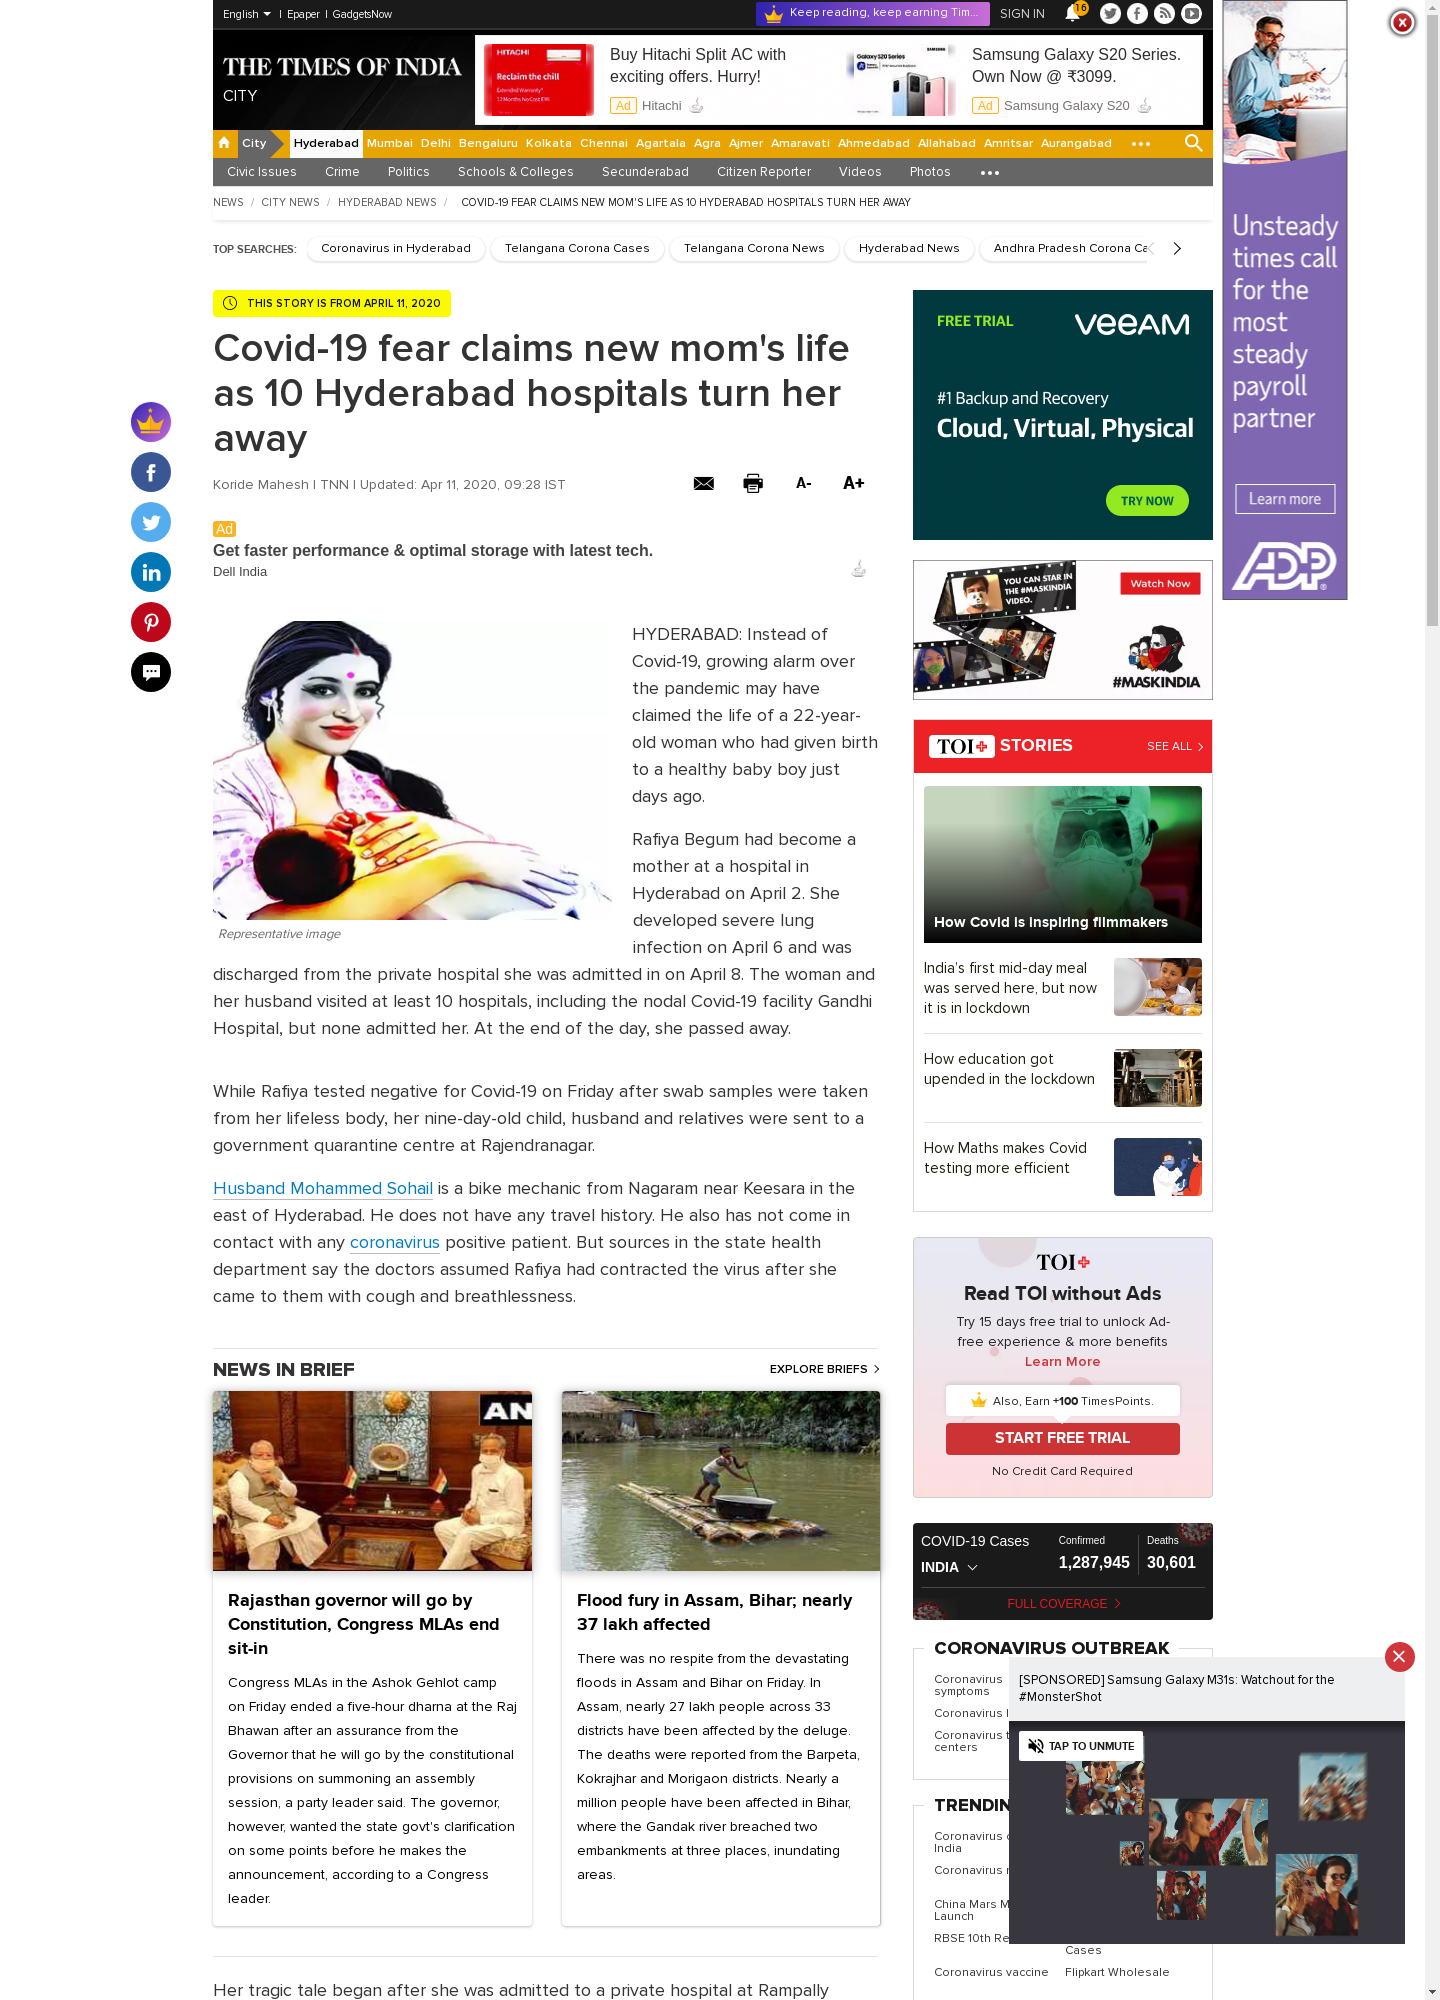 English | Epaper | GadgetsNow
Keep reading, keep earning Tim...
SIGN IN
16
THE TIMES OF INDIA
CITY
HITACHI
Reclaim the chill
Buy Hitachi Split AC with
exciting offers. Hurry!
Ad Hitachi
Galaxy S20 Series
SAMSUNG
Samsung Galaxy S20 Series.
Own Now @ ₹3099.
Ad Samsung Galaxy S20
City Hyderabad Mumbai Delhi Bengaluru Kolkata Chennai Agartala Agra Ajmer Amaravati Ahmedabad Allahabad Amritsar Aurangabad
Civic Issues Crime Politics Schools & Colleges Secunderabad Citizen Reporter Videos Photos
NEWS / CITY NEWS / HYDERABAD NEWS / COVID-19 FEAR CLAIMS NEW MOM'S LIFE AS 10 HYDERABAD HOSPITALS TURN HER AWAY
TOP SEARCHES: Coronavirus in Hyderabad Telangana Corona Cases Telangana Corona News Hyderabad News Andhra Pradesh Corona Ca
THIS STORY IS FROM APRIL 11, 2020
Covid-19 fear claims new mom's life
as 10 Hyderabad hospitals turn her
away
Koride Mahesh | TNN | Updated: Apr 11, 2020, 09:28 IST
A- A+
Ad
Get faster performance & optimal storage with latest tech.
Dell India
HYDERABAD: Instead of
Covid-19, growing alarm over
the pandemic may have
claimed the life of a 22-year-
old woman who had given birth
to a healthy baby boy just
days ago.
Rafiya Begum had become a
mother at a hospital in
Hyderabad on April 2. She
developed severe lung
infection on April 6 and was
Representative image
discharged from the private hospital she was admitted in on April 8. The woman and
her husband visited at least 10 hospitals, including the nodal Covid-19 facility Gandhi
Hospital, but none admitted her. At the end of the day, she passed away.
While Rafiya tested negative for Covid-19 on Friday after swab samples were taken
from her lifeless body, her nine-day-old child, husband and relatives were sent to a
government quarantine centre at Rajendranagar.
Husband Mohammed Sohail is a bike mechanic from Nagaram near Keesara in the
east of Hyderabad. He does not have any travel history. He also has not come in
contact with any coronavirus positive patient. But sources in the state health
department say the doctors assumed Rafiya had contracted the virus after she
came to them with cough and breathlessness.
NEWS IN BRIEF
EXPLORE BRIEFS
AN
Rajasthan governor will go by
Constitution, Congress MLAs end
sit-in
Congress MLAs in the Ashok Gehlot camp
on Friday ended a five-hour dharna at the Raj
Bhawan after an assurance from the
Governor that he will go by the constitutional
provisions on summoning an assembly
session, a party leader said. The governor,
however, wanted the state govt's clarification
on some points before he makes the
announcement, according to a Congress
leader.
Flood fury in Assam, Bihar; nearly
37 lakh affected
There was no respite from the devastating
floods in Assam and Bihar on Friday. In
Assam, nearly 27 lakh people across 33
districts have been affected by the deluge.
The deaths were reported from the Barpeta,
Kokrajhar and Morigaon districts. Nearly a
million people have been affected in Bihar,
where the Gandak river breached two
embankments at three places, inundating
areas.
Her tragic tale began after she was admitted to a private hospital at Rampally
FREE TRIAL
veeAM
#1 Backup and Recovery
Cloud, Virtual, Physical
TRY NOW
YOU CAN STAR IN
THE #MASKINDIA
VIDEO.
Watch Now
#MASKINDIA
TOI+ STORIES
SEE ALL
How Covid is inspiring filmmakers
India's first mid-day meal
was served here, but now
it is in lockdown
How education got
upended in the lockdown
How Maths makes Covid
testing more efficient
TOI+
Read TOI without Ads
Try 15 days free trial to unlock Ad-
free experience & more benefits
Learn More
Also, Earn +100 TimesPoints.
START FREE TRIAL
No Credit Card Required
COVID-19 Cases
INDIA
Confirmed
1,287,945
Deaths
30,601
FULL COVERAGE
CORONAVIRUS OUTBREAK
Coronavirus
symptoms
Coronavirus
Coronavirus t
centers
TRENDIN
Coronavirus
India
Coronavirus
China Mars M
Launch
RBSE 10th Re
Cases
Coronavirus vaccine
Flipkart Wholesale
[SPONSORED] Samsung Galaxy M31s: Watchout for the
#MonsterShot
TAP TO UNMUTE
Unsteady
times call
for the
most
steady
payroll
partner
Learn more
ADP